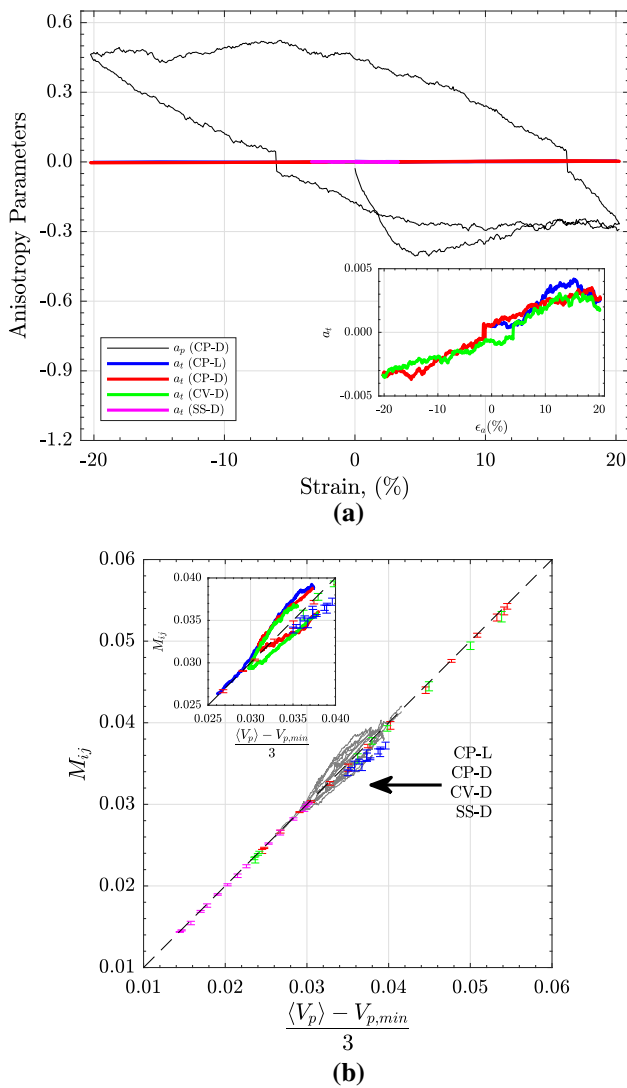 0.6
0.3
0.0
-0.3
-0.6
-0.9
-1.2
Anisotropy Parameters
a_p (CP-D)
a_t (CP-L)
a_t (CP-D)
a_t (CV-D)
a_t (SS-D)
0.005
0.000
-0.005
a_t
-20 -10 0 10 20
ϵ_a(%)
-20 -10 0 10 20
Strain, (%)
(a)
0.06
0.05
0.04
0.03
0.02
0.01
M_ij
0.040
0.035
0.030
0.025
M_ij
0.025 0.030 0.035 0.040
⟨V_p⟩ − V_p,min
3
CP-L
CP-D
CV-D
SS-D
0.01 0.02 0.03 0.04 0.05 0.06
⟨V_p⟩ − V_p,min
3
(b)